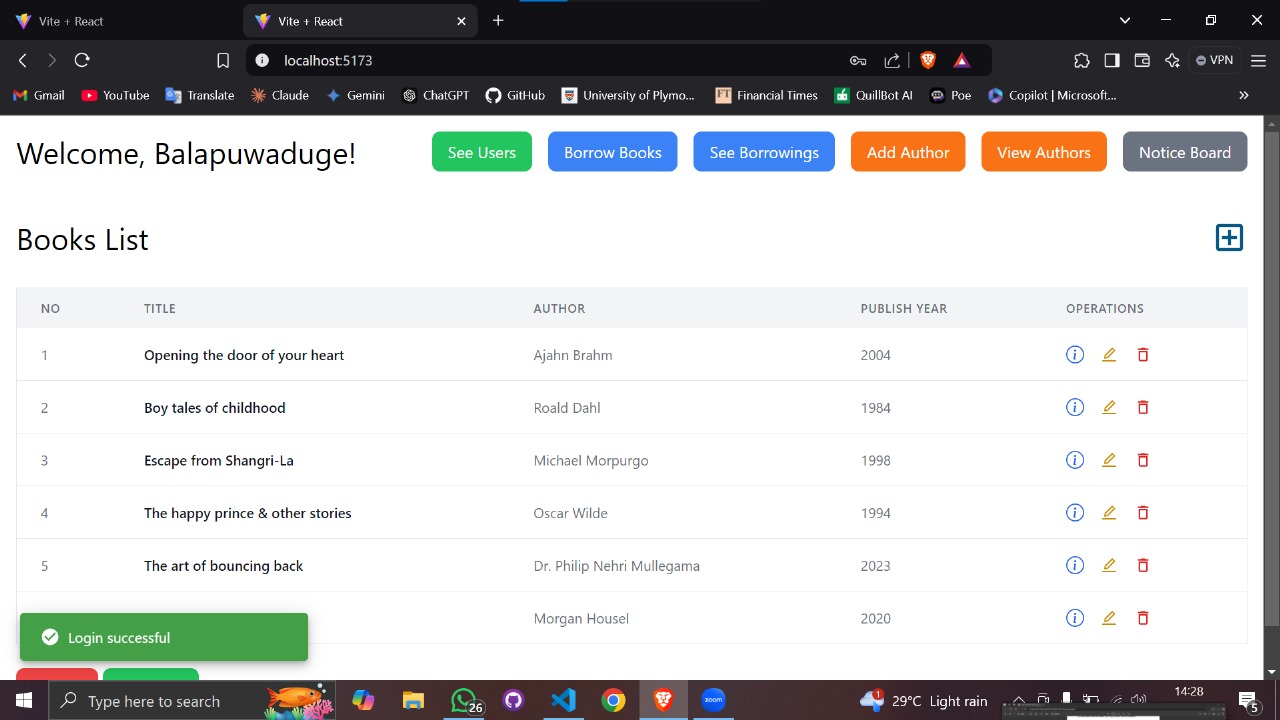 Vite + React
Vite + React
localhost:5173
VPN
Gmail YouTube Translate Claude Gemini ChatGPT GitHub University of Plymo... Financial Times QuillBot AI Poe Copilot | Microsoft...
Welcome, Balapuwaduge!
See Users Borrow Books See Borrowings Add Author View Authors Notice Board
Books List
NO TITLE AUTHOR PUBLISH YEAR OPERATIONS
1 Opening the door of your heart Ajahn Brahm 2004
2 Boy tales of childhood Roald Dahl 1984
3 Escape from Shangri-La Michael Morpurgo 1998
4 The happy prince & other stories Oscar Wilde 1994
5 The art of bouncing back Dr. Philip Nehri Mullegama 2023
Morgan Housel 2020
Login successful
Type here to search
26
zoom
1
29°C Light rain
14:28
5